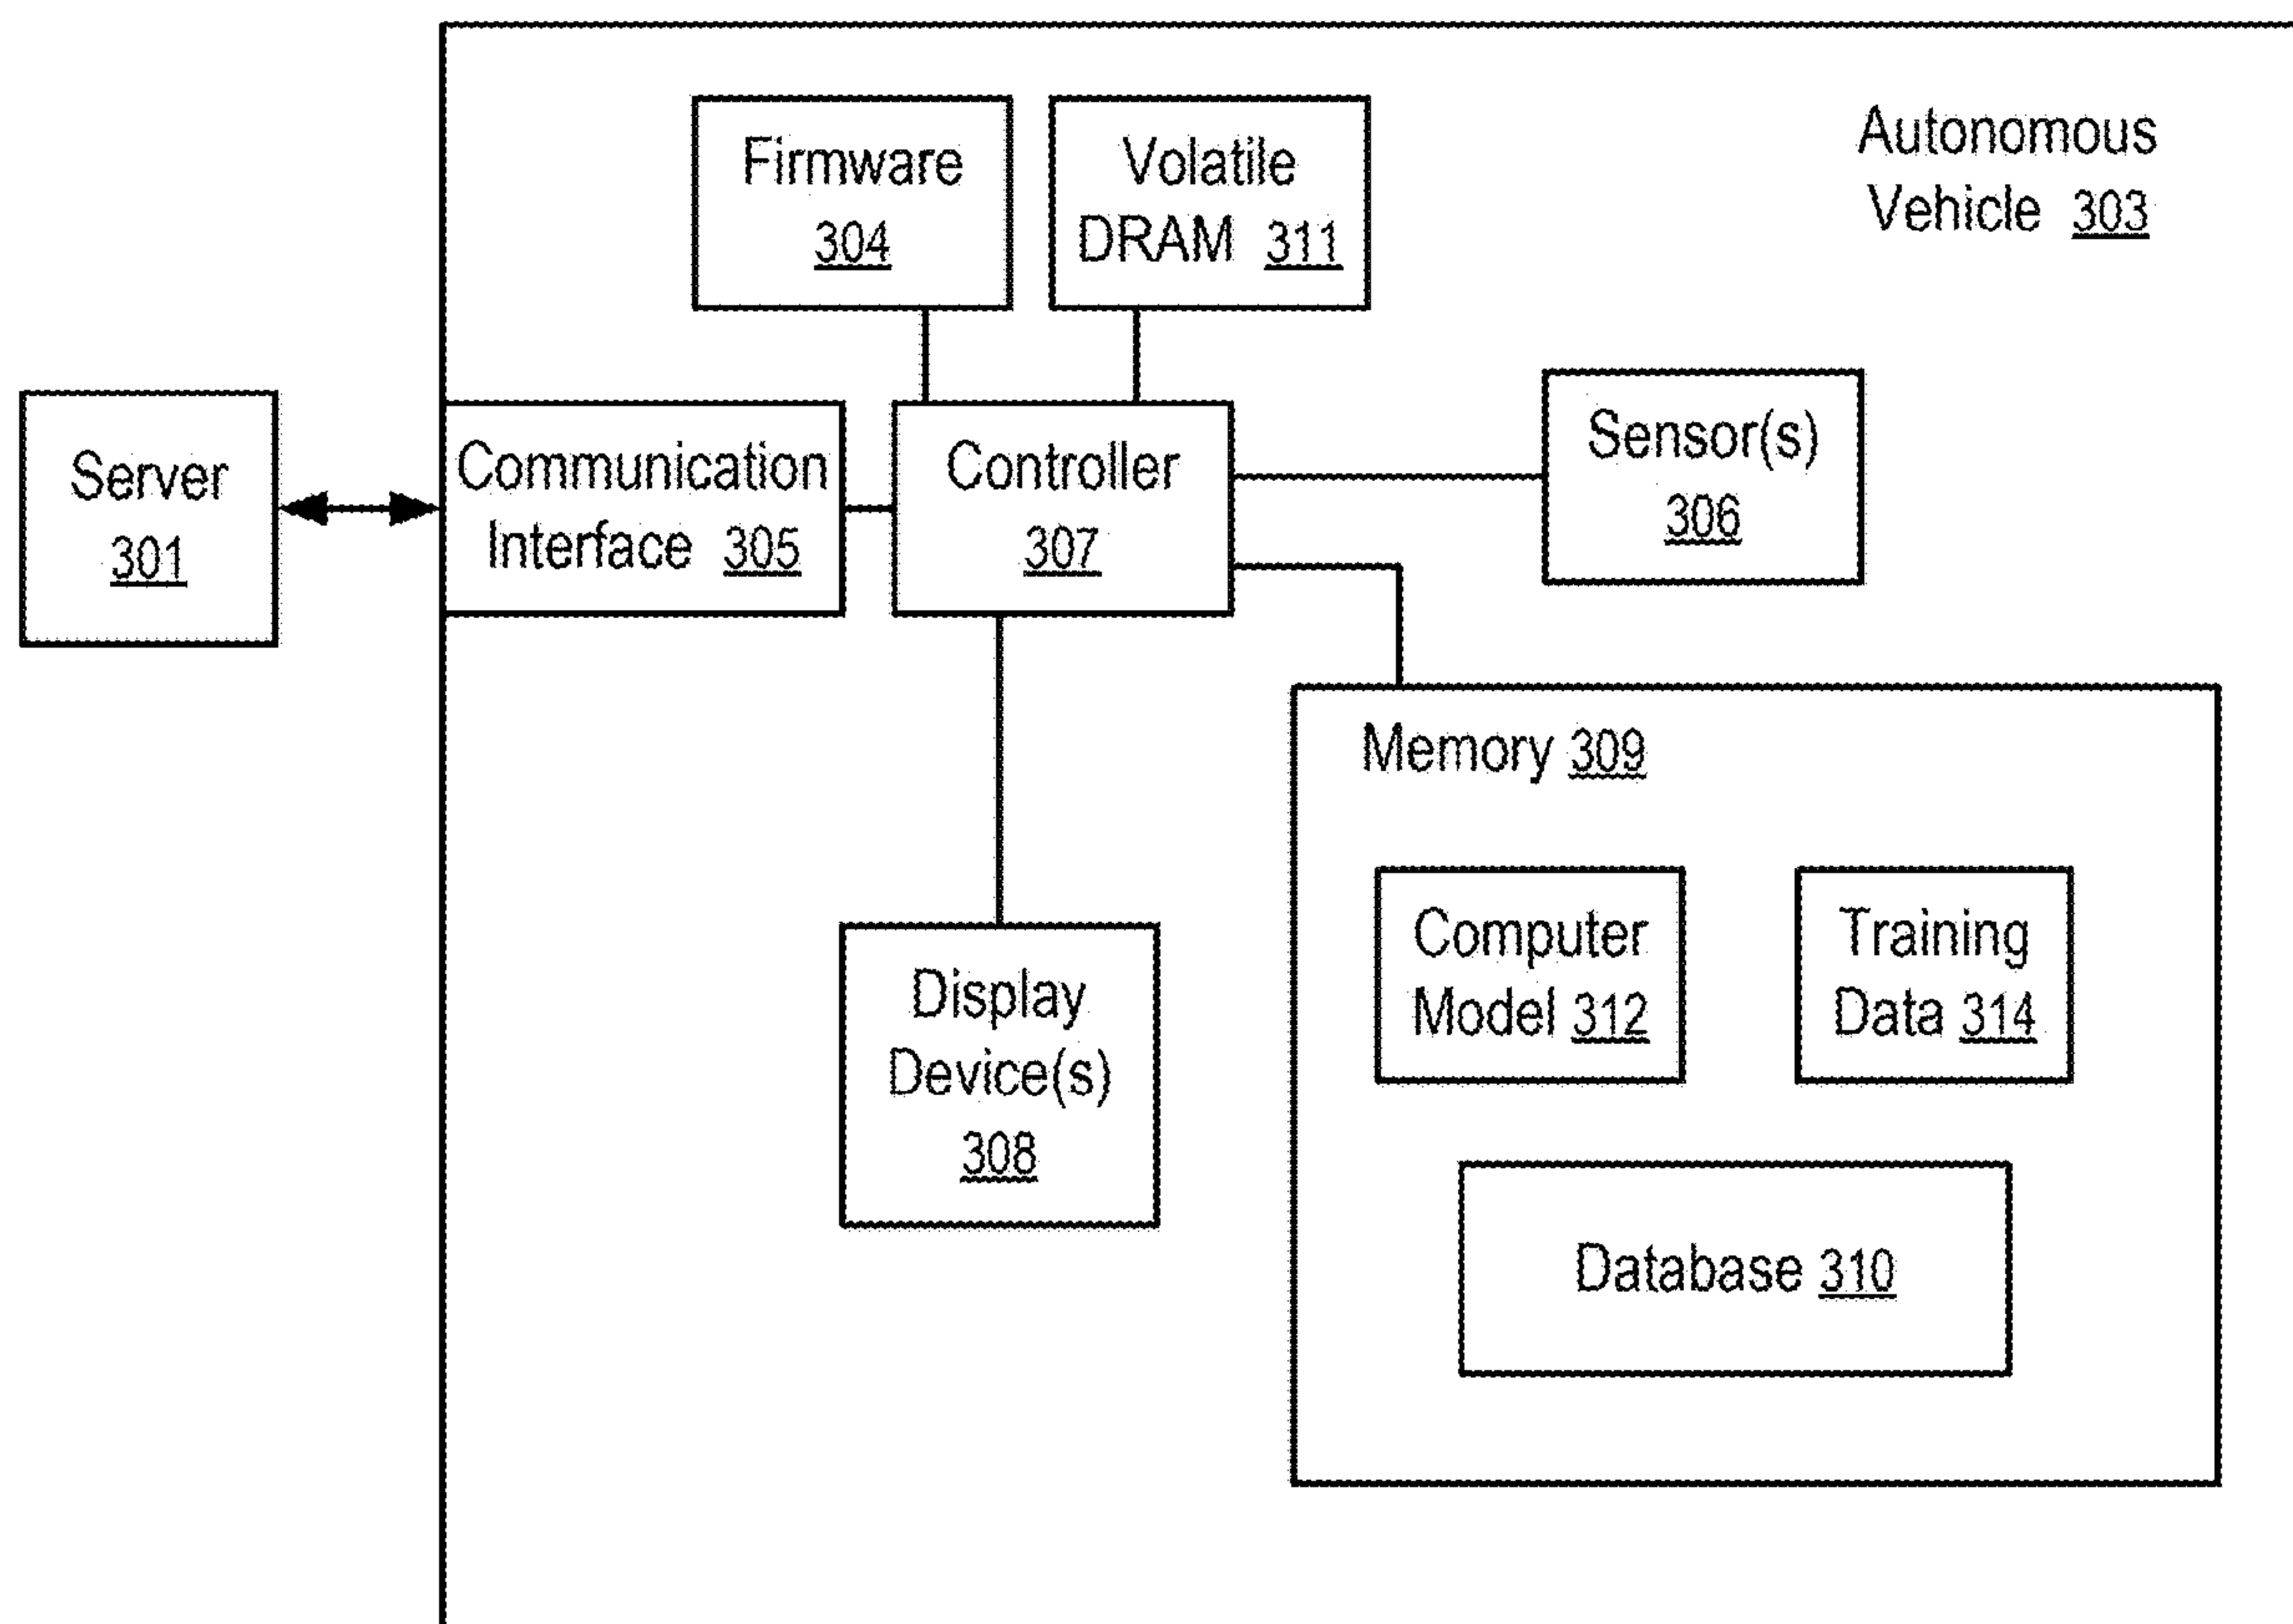 Firmware
304
Volatile
DRAM 311
Autonomous
Vehicle 303
Server
301
Communication
Interface 305
Controller
307
Sensor(s)
306
Memory 309
Computer
Model 312
Training
Data 314
Display
Device(s)
308
Database 310